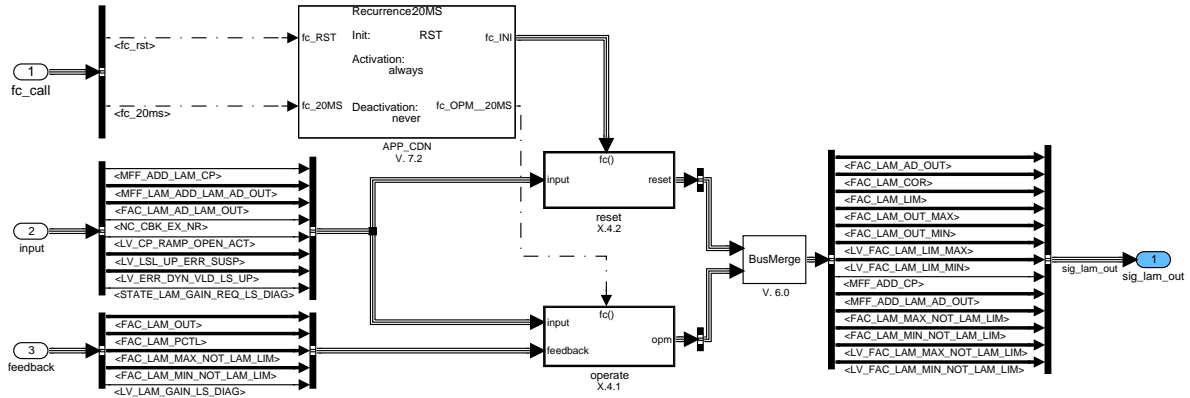 1
fc_call
<fc_rst>
<fc_20ms>
Recurrence20MS
fc_RST
Init: RST
fc_INI
Activation:
always
fc_20MS
Deactivation:
never
fc_OPM__20MS
APP_CDN
V. 7.2
2
input
<MFF_ADD_LAM_CP>
<MFF_LAM_ADD_LAM_AD_OUT>
<FAC_LAM_AD_LAM_OUT>
<NC_CBK_EX_NR>
<LV_CP_RAMP_OPEN_ACT>
<LV_LSL_UP_ERR_SUSP>
<LV_ERR_DYN_VLD_LS_UP>
<STATE_LAM_GAIN_REQ_LS_DIAG>
3
feedback
<FAC_LAM_OUT>
<FAC_LAM_PCTL>
<FAC_LAM_MAX_NOT_LAM_LIM>
<FAC_LAM_MIN_NOT_LAM_LIM>
<LV_LAM_GAIN_LS_DIAG>
fc()
input
reset
reset
X.4.2
fc()
input
feedback
opm
operate
X.4.1
BusMerge
V. 6.0
<FAC_LAM_AD_OUT>
<FAC_LAM_COR>
<FAC_LAM_LIM>
<FAC_LAM_OUT_MAX>
<FAC_LAM_OUT_MIN>
<LV_FAC_LAM_LIM_MAX>
<LV_FAC_LAM_LIM_MIN>
<MFF_ADD_CP>
<MFF_ADD_LAM_AD_OUT>
<FAC_LAM_MAX_NOT_LAM_LIM>
<FAC_LAM_MIN_NOT_LAM_LIM>
<LV_FAC_LAM_MAX_NOT_LAM_LIM>
<LV_FAC_LAM_MIN_NOT_LAM_LIM>
sig_lam_out
1
sig_lam_out